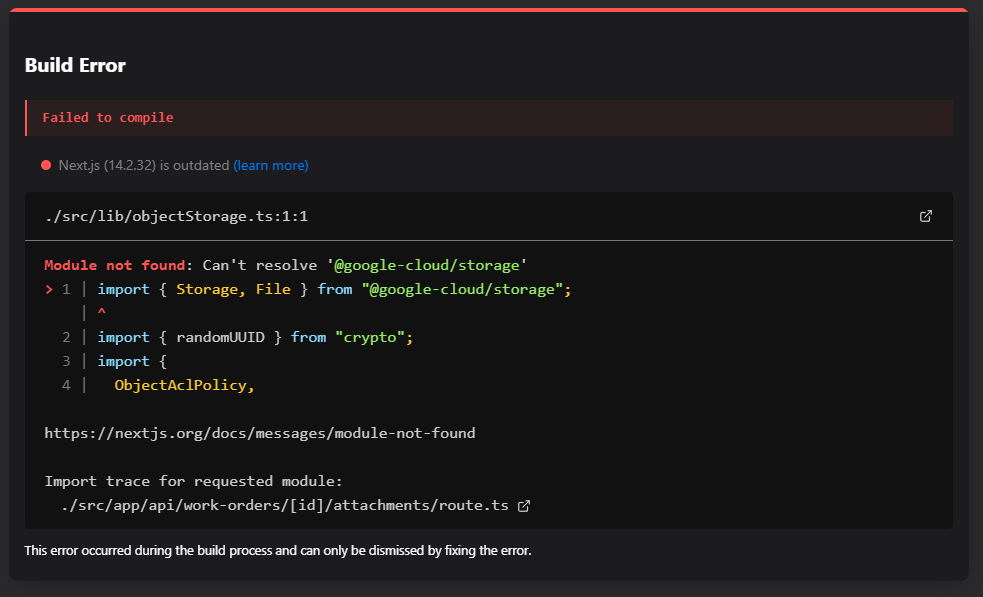 Build Error
Failed to compile
Next.js (14.2.32) is outdated (learn more)
./src/lib/objectStorage.ts:1:1
Module not found: Can't resolve '@google-cloud/storage'
> 1 | import { Storage, File } from "@google-cloud/storage";
| ^
2 | import { randomUUID } from "crypto";
3 | import {
4 |   ObjectAclPolicy,
https://nextjs.org/docs/messages/module-not-found
Import trace for requested module:
./src/app/api/work-orders/[id]/attachments/route.ts
This error occurred during the build process and can only be dismissed by fixing the error.